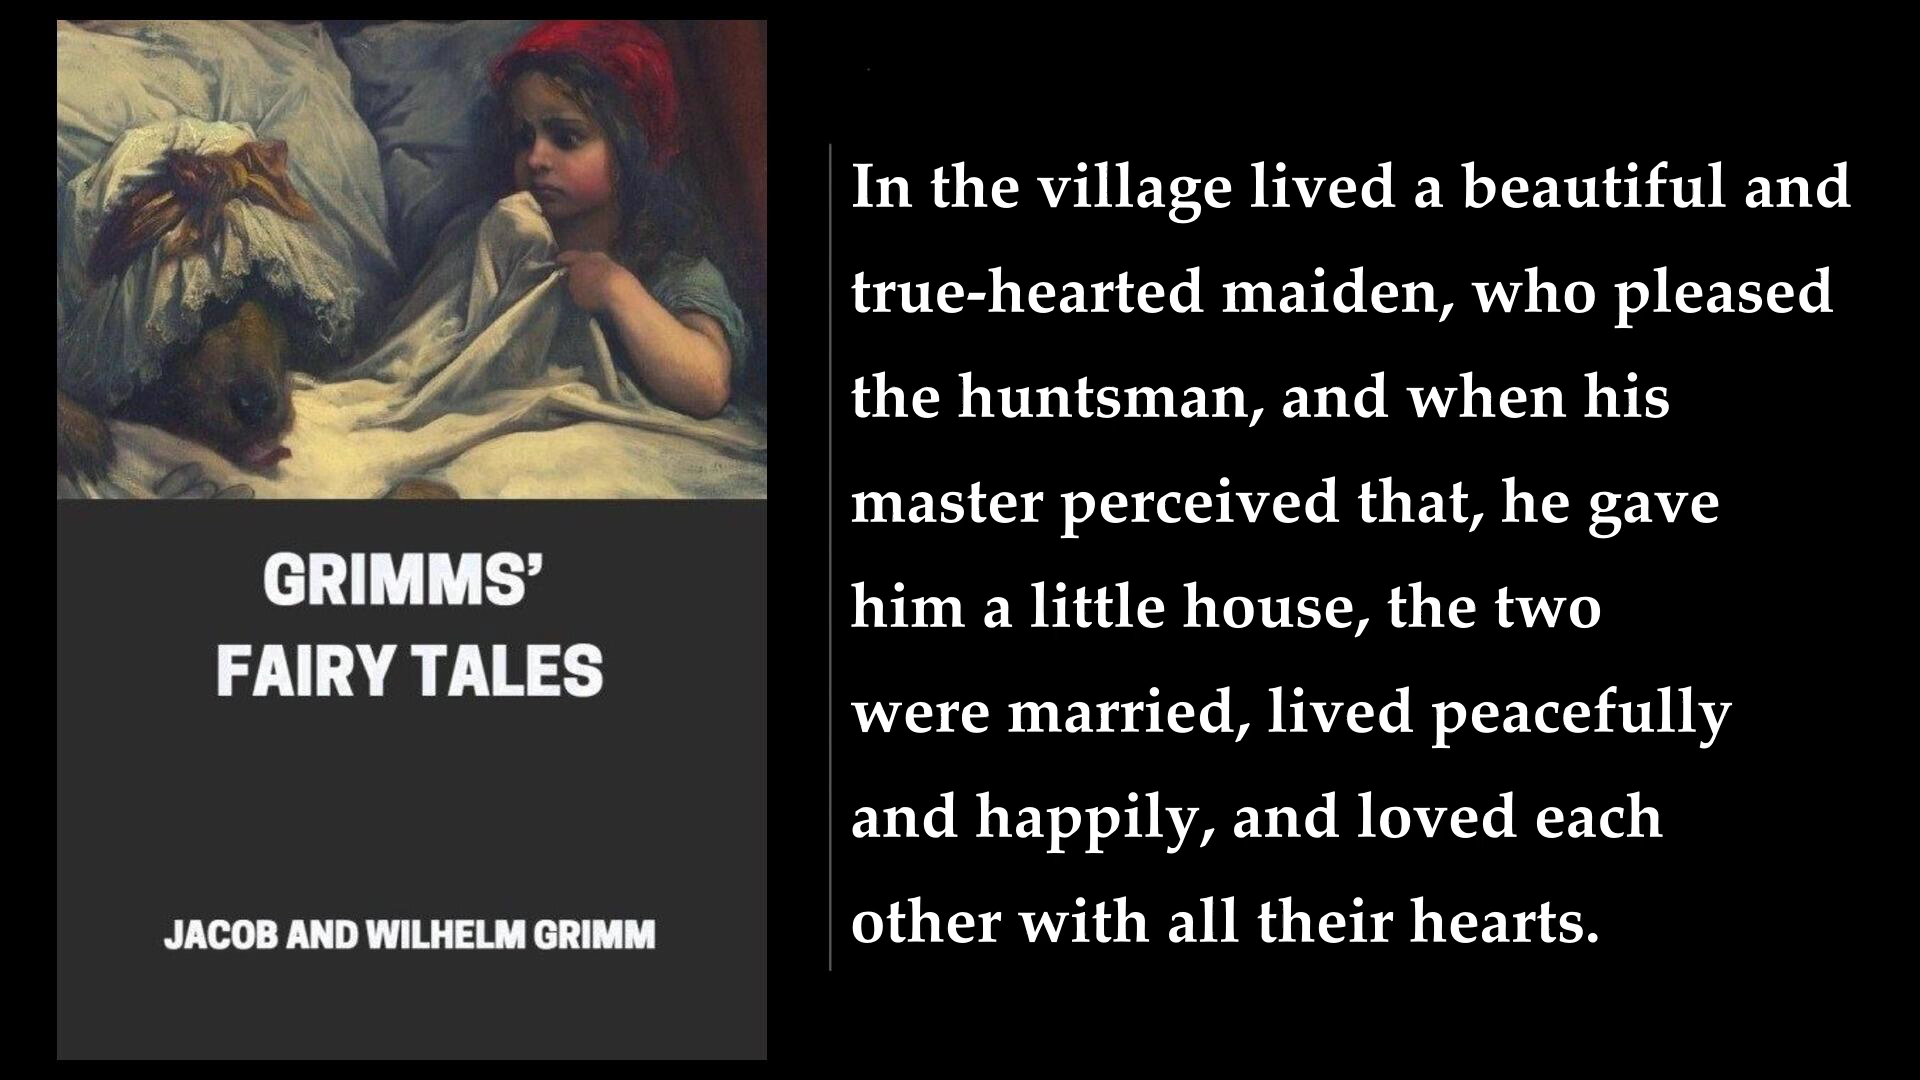 GRIMMS’
FAIRY TALES
JACOB AND WILHELM GRIMM
In the village lived a beautiful and
true-hearted maiden, who pleased
the huntsman, and when his
master perceived that, he gave
him a little house, the two
were married, lived peacefully
and happily, and loved each
other with all their hearts.